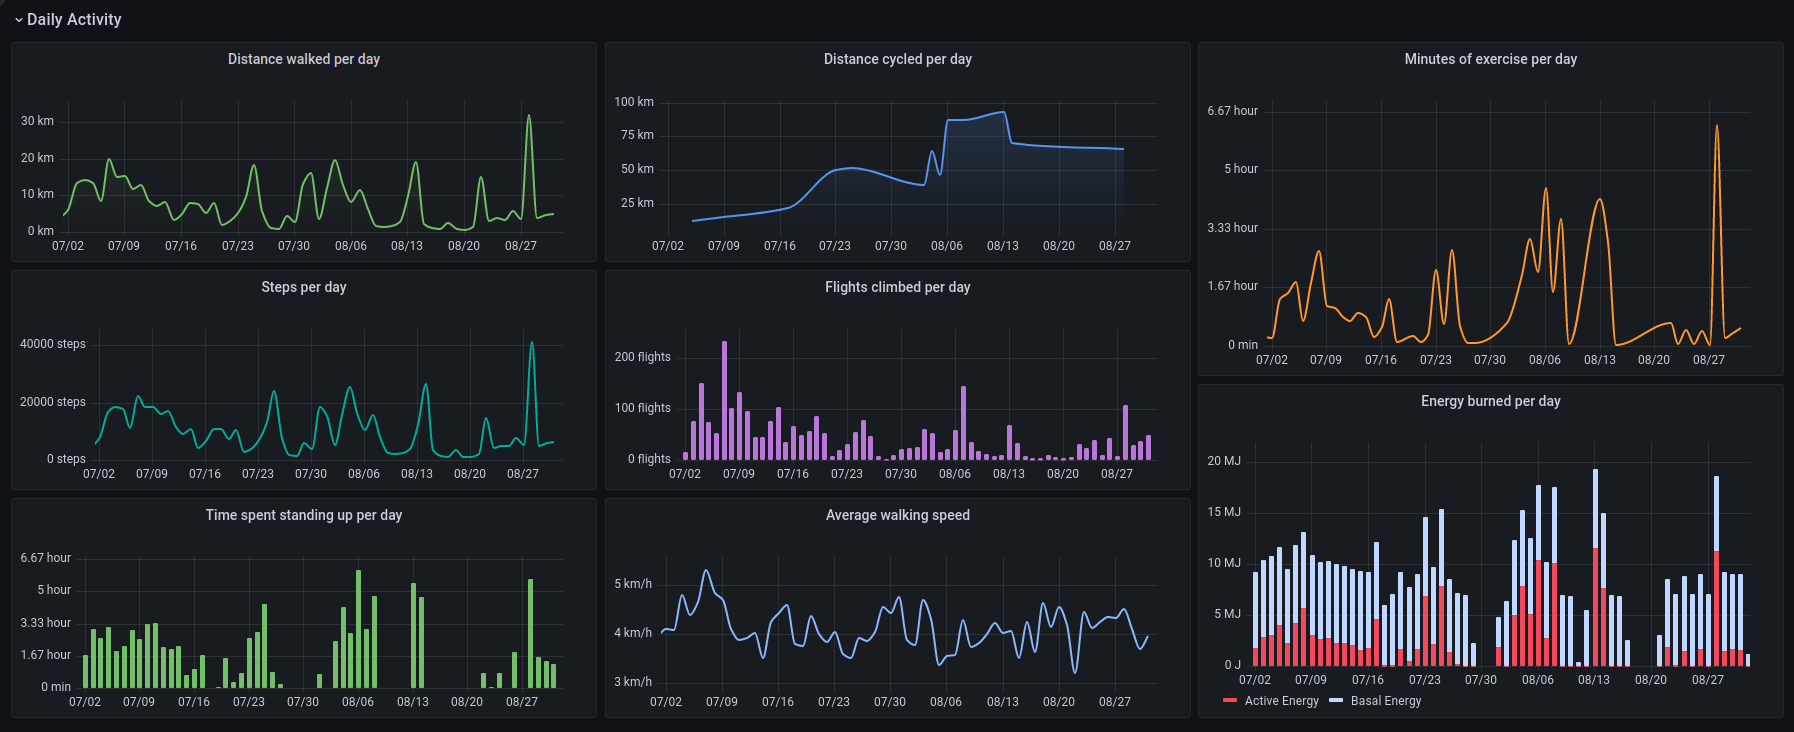 Daily Activity
Distance walked per day
30 km
20 km
10 km
0 km
07/02 07/09 07/16 07/23 07/30 08/06 08/13 08/20 08/27
Distance cycled per day
100 km
75 km
50 km
25 km
07/02 07/09 07/16 07/23 07/30 08/06 08/13 08/20 08/27
Minutes of exercise per day
6.67 hour
5 hour
3.33 hour
1.67 hour
0 min
07/02 07/09 07/16 07/23 07/30 08/06 08/13 08/20 08/27
Steps per day
40000 steps
20000 steps
0 steps
07/02 07/09 07/16 07/23 07/30 08/06 08/13 08/20 08/27
Flights climbed per day
200 flights
100 flights
0 flights
07/02 07/09 07/16 07/23 07/30 08/06 08/13 08/20 08/27
Energy burned per day
20 MJ
15 MJ
10 MJ
5 MJ
0 J
07/02 07/09 07/16 07/23 07/30 08/06 08/13 08/20 08/27
Active Energy Basal Energy
Time spent standing up per day
6.67 hour
5 hour
3.33 hour
1.67 hour
0 min
07/02 07/09 07/16 07/23 07/30 08/06 08/13 08/20 08/27
Average walking speed
5 km/h
4 km/h
3 km/h
07/02 07/09 07/16 07/23 07/30 08/06 08/13 08/20 08/27